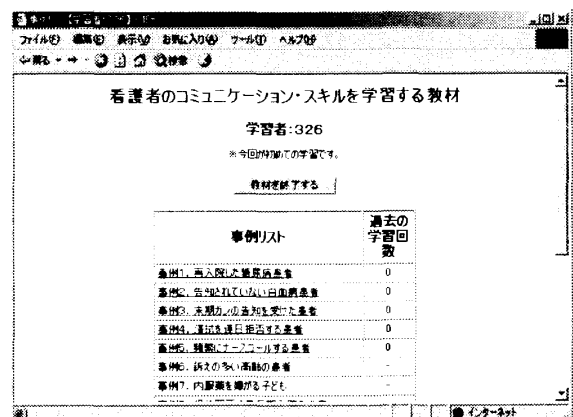 ファイル(F) 編集(E) 表示(V) お気に入り(A) ツール(T) ヘルプ(H)
戻る 検索
看護者のコミュニケーション・スキルを学習する教材
学習者:326
※今回が初めての学習です。
教材を終了する
事例リスト 過去の学習回数
事例1. 再入院した糖尿病患者 0
事例2. 告知されていない白血病患者 0
事例3. 末期ガンの告知を受けた患者 0
事例4. 清拭を連日拒否する患者 0
事例5. 頻繁にナースコールする患者 0
事例6. 訴えの多い高齢の患者 -
事例7. 内服薬を嫌がる子ども -
インターネット